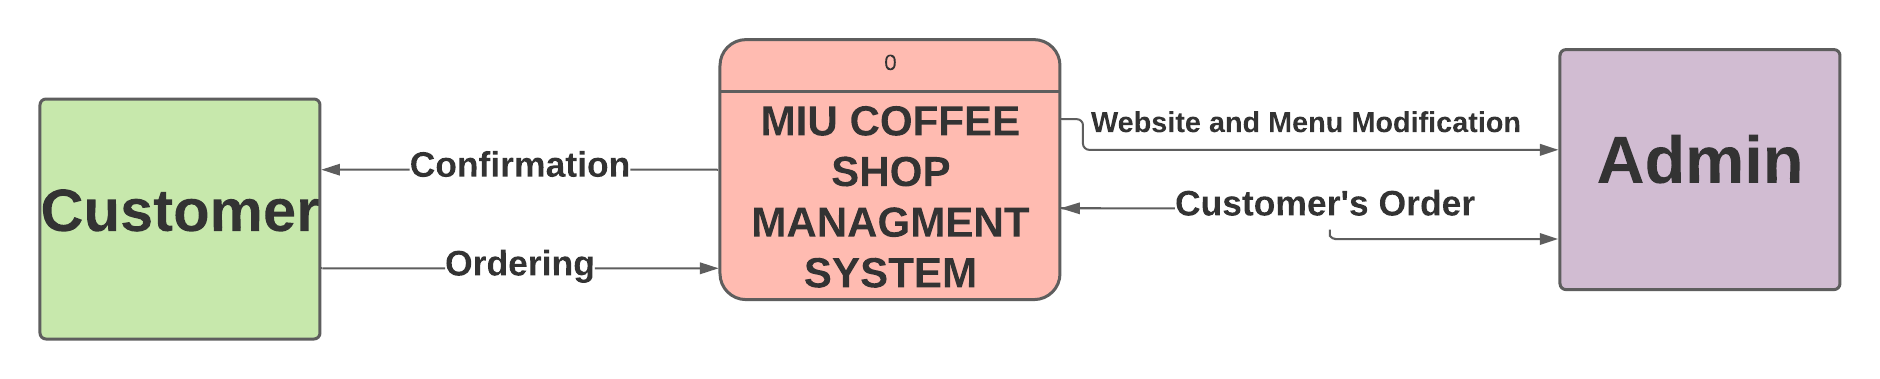 0
MIU COFFEE
SHOP
MANAGMENT
SYSTEM
Customer
Confirmation
Ordering
Website and Menu Modification
Customer's Order
Admin